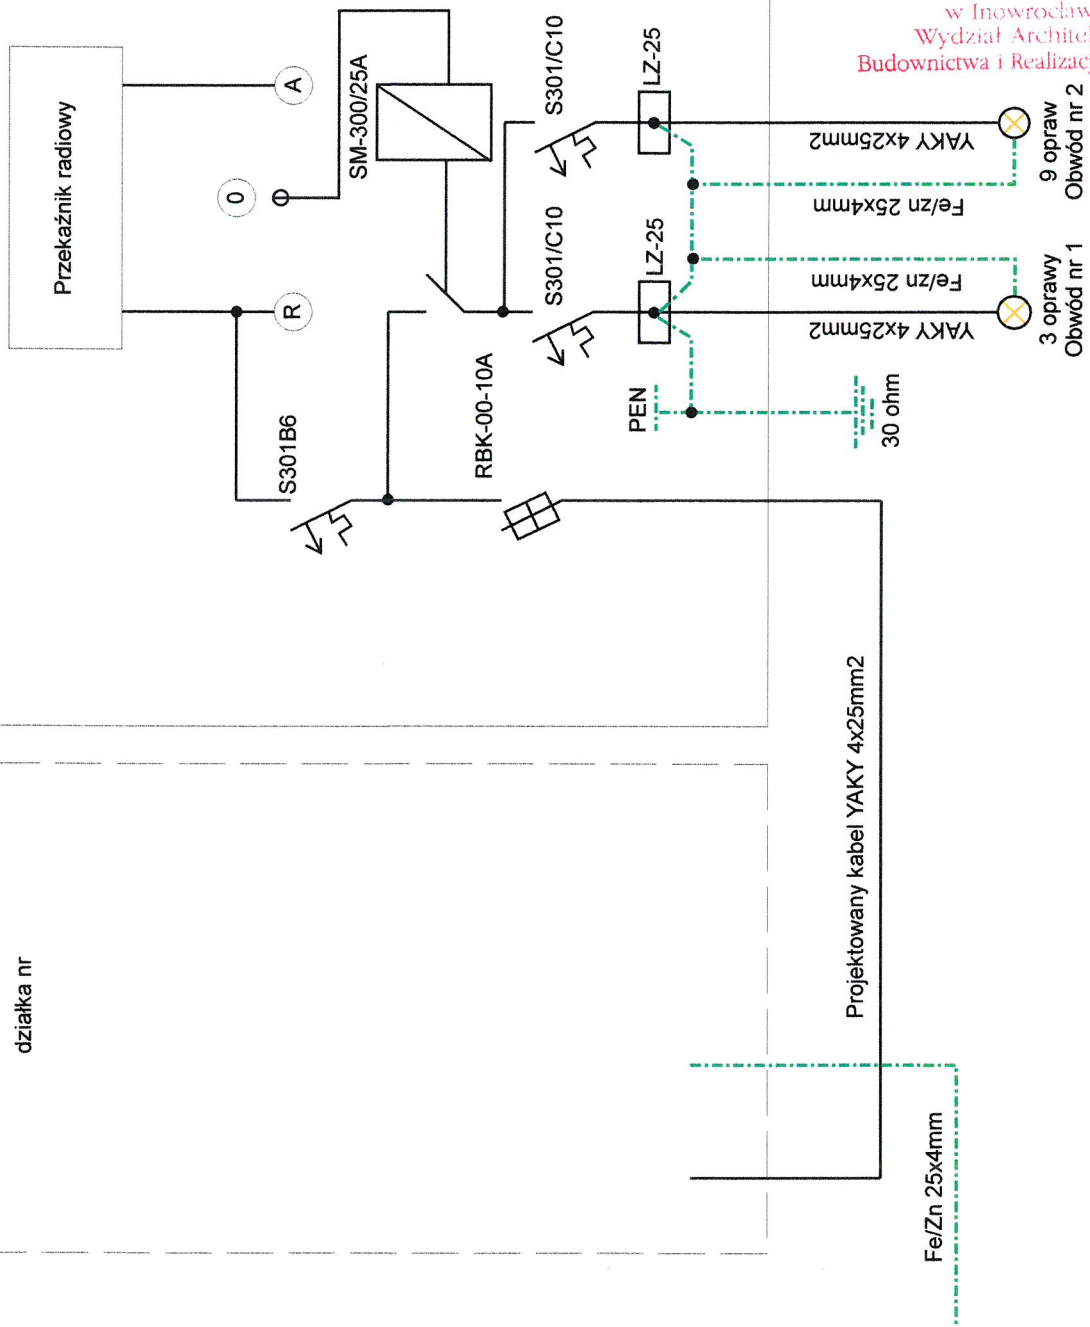 w Inowrocław
Wydział Architek
Budownictwa i Realizacj
Przekaźnik radiowy
A
0
R
SM-300/25A
S301/C10
LZ-25
S301/C10
LZ-25
S301B6
RBK-00-10A
PEN
30 ohm
YAKY 4x25mm2
Fe/zn 25x4mm
Fe/zn 25x4mm
YAKY 4x25mm2
9 opraw
Obwód nr 2
3 oprawy
Obwód nr 1
działka nr
Projektowany kabel YAKY 4x25mm2
Fe/Zn 25x4mm